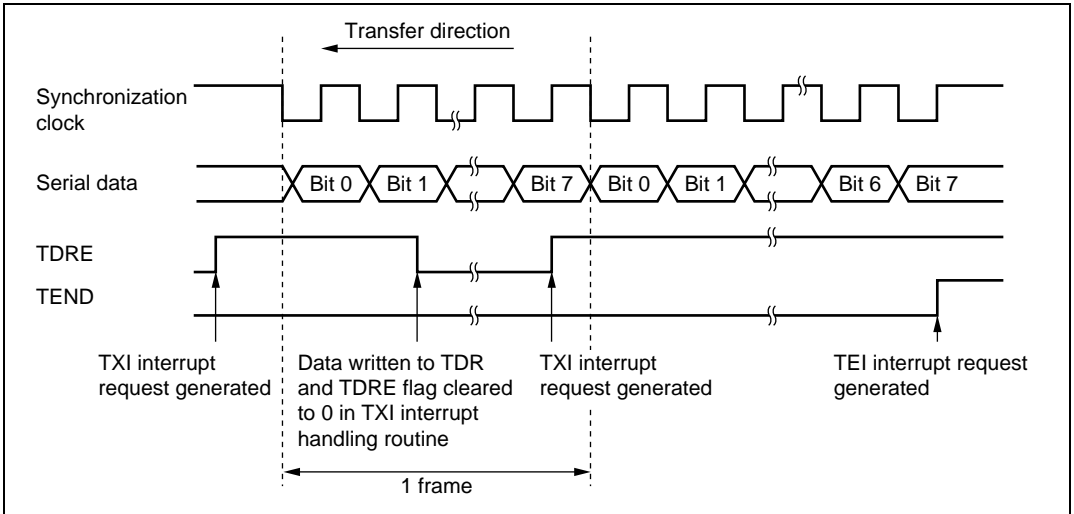 Transfer direction
Synchronization
clock
Serial data
Bit 0 Bit 1 Bit 7 Bit 0 Bit 1 Bit 6 Bit 7
TDRE
TEND
TXI interrupt
request generated
Data written to TDR
and TDRE flag cleared
to 0 in TXI interrupt
handling routine
TXI interrupt
request generated
TEI interrupt request
generated
1 frame